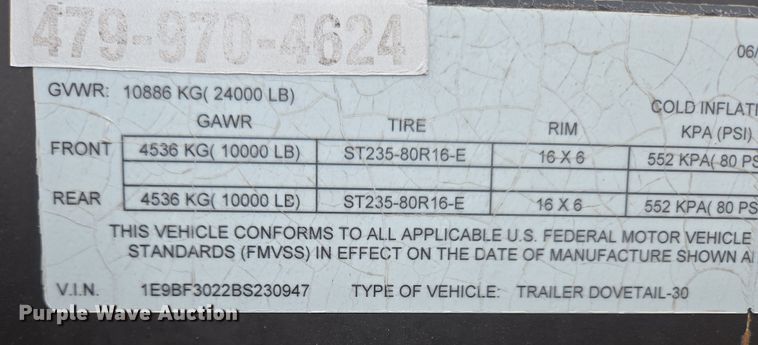 479-970-4624
06/
GVWR: 10886 KG( 24000 LB)
COLD INFLATI
GAWR TIRE RIM KPA (PSI)
FRONT 4536 KG( 10000 LB) ST235-80R16-E 16 X 6 552 KPA( 80 PS
REAR 4536 KG( 10000 LB) ST235-80R16-E 16 X 6 552 KPA( 80 PS
THIS VEHICLE CONFORMS TO ALL APPLICABLE U.S. FEDERAL MOTOR VEHICLE
STANDARDS (FMVSS) IN EFFECT ON THE DATE OF MANUFACTURE SHOWN A
V.I.N. 1E9BF3022BS230947 TYPE OF VEHICLE: TRAILER DOVETAIL-30
Purple Wave Auction